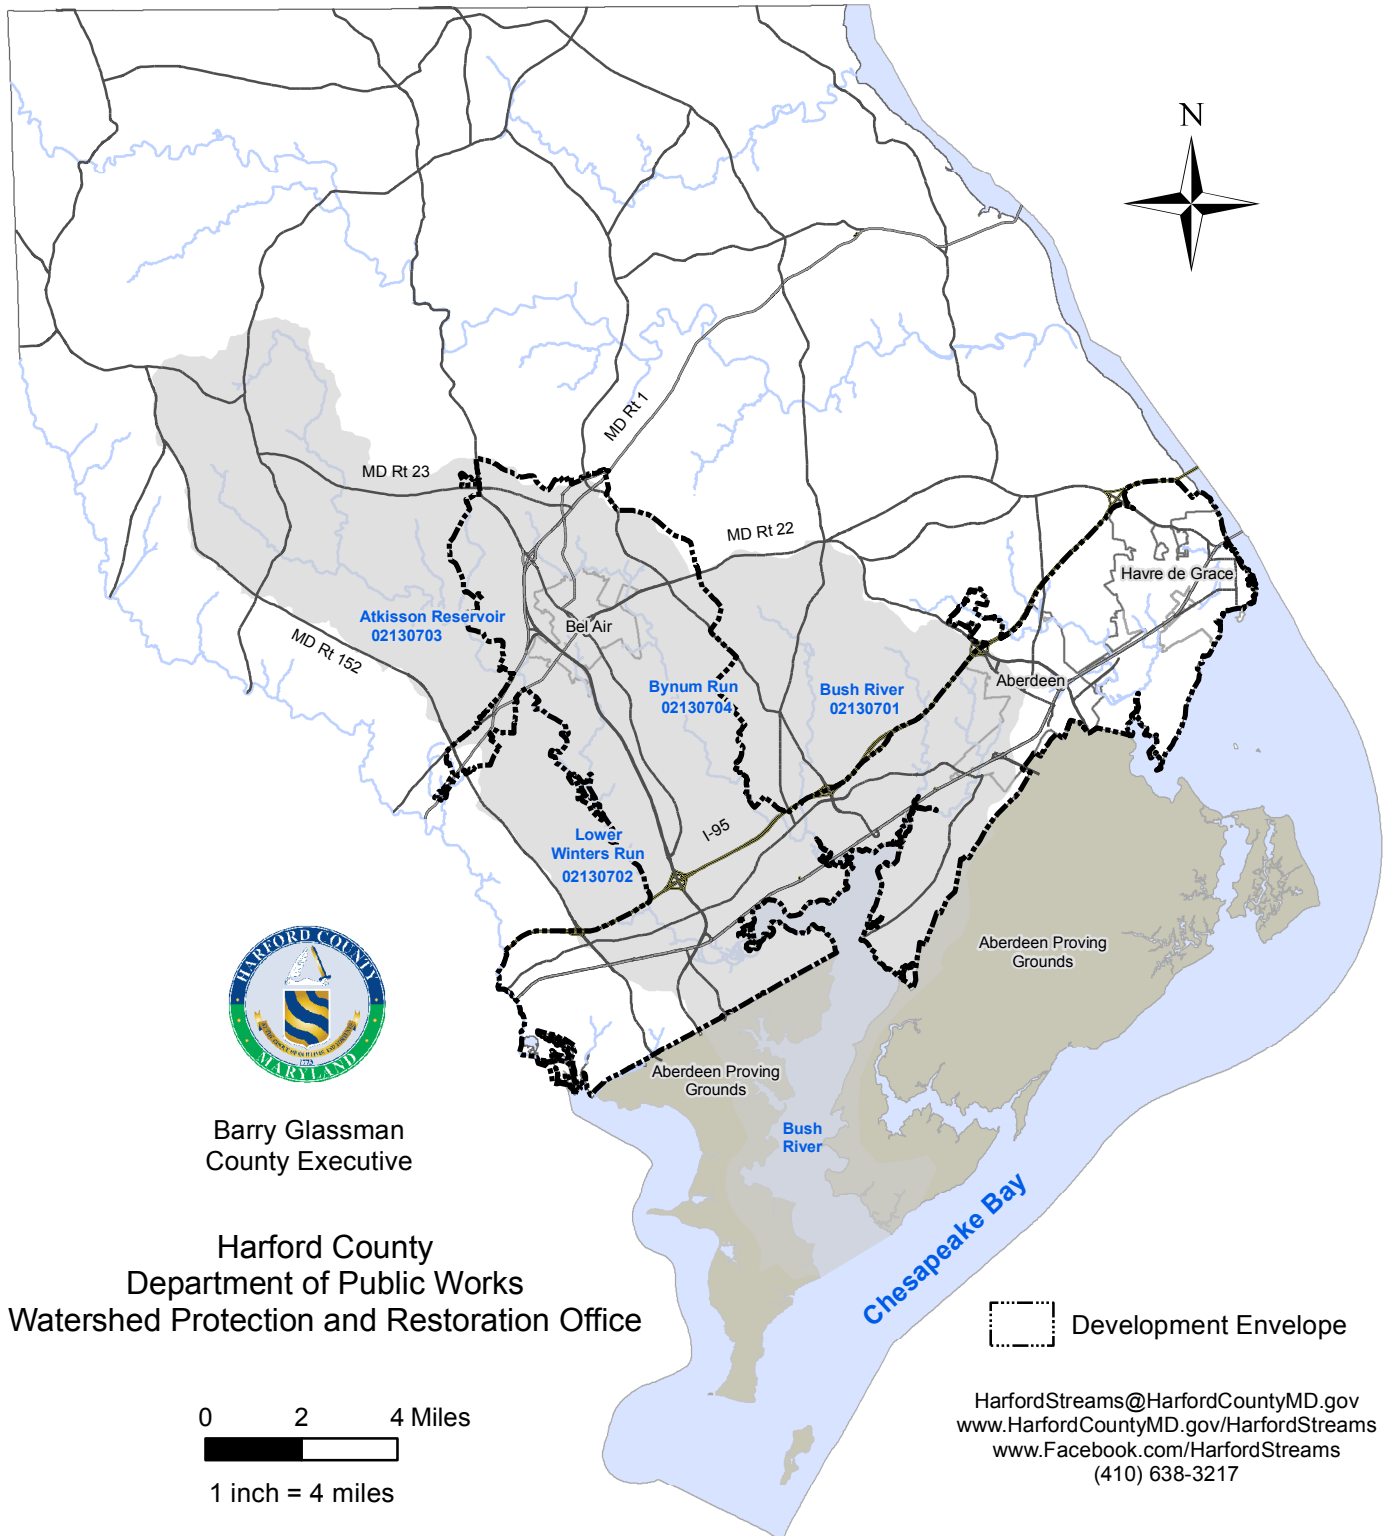 N
MD Rt 1
MD Rt 23
MD Rt 22
Havre de Grace
Atkisson Reservoir
02130703
Bel Air
MD Rt 152
Bynum Run
02130704
Bush River
02130701
Aberdeen
I-95
Lower
Winters Run
02130702
HARFORD COUNTY
MARYLAND
Aberdeen Proving
Grounds
Aberdeen Proving
Grounds
Barry Glassman
County Executive
Bush
River
Chesapeake Bay
Harford County
Department of Public Works
Watershed Protection and Restoration Office
Development Envelope
0 2 4 Miles
1 inch = 4 miles
HarfordStreams@HarfordCountyMD.gov
www.HarfordCountyMD.gov/HarfordStreams
www.Facebook.com/HarfordStreams
(410) 638-3217